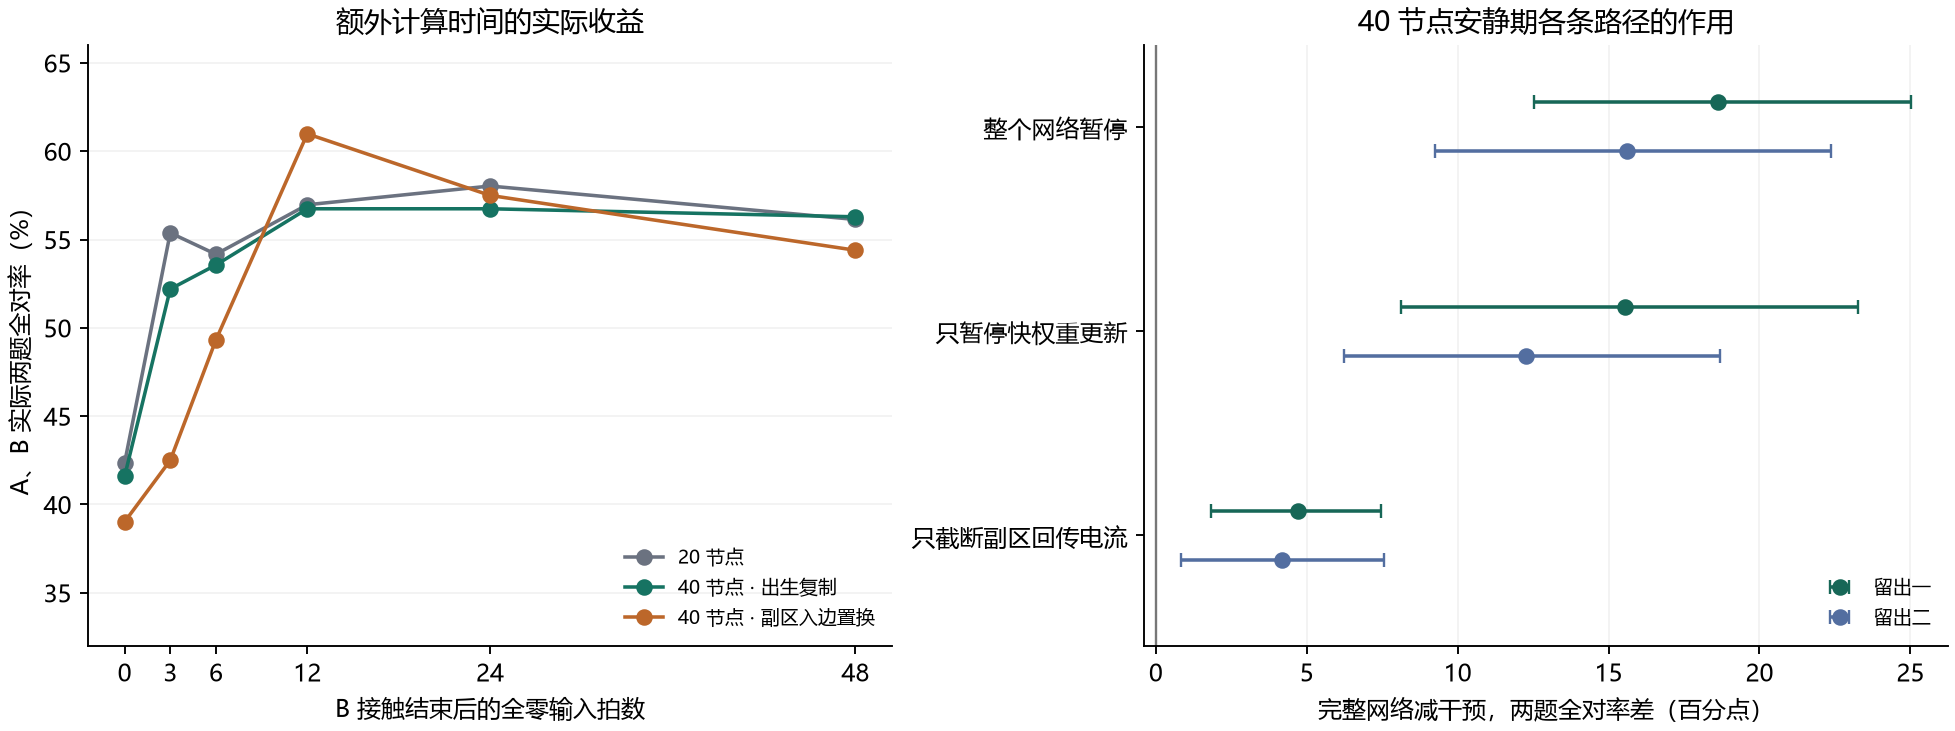 额外计算时间的实际收益
A、B 实际两题全对率（%）
65
60
55
50
45
40
35
0 3 6 12 24 48
B 接触结束后的全零输入拍数
20 节点
40 节点 · 出生复制
40 节点 · 副区入边置换
40 节点安静期各条路径的作用
整个网络暂停
只暂停快权重更新
只截断副区回传电流
0 5 10 15 20 25
完整网络减干预，两题全对率差（百分点）
留出一
留出二